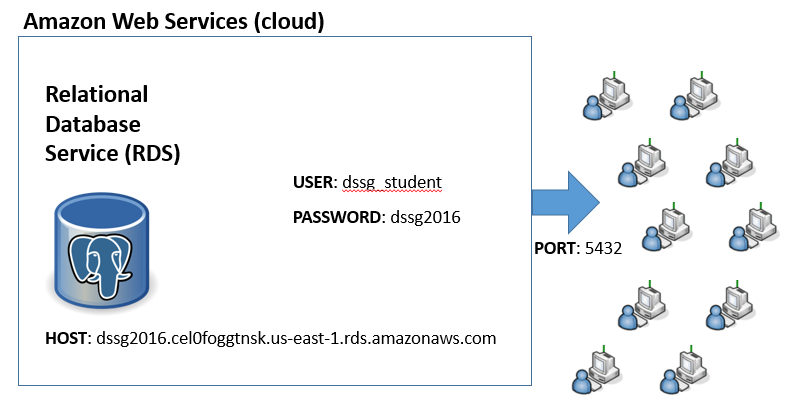 Amazon Web Services (cloud)
Relational
Database
Service (RDS)
USER: dssg_student
PASSWORD: dssg2016
PORT: 5432
HOST: dssg2016.cel0foggtnsk.us-east-1.rds.amazonaws.com